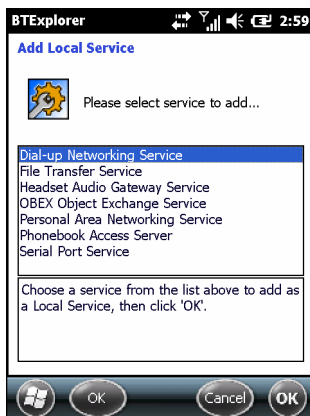 BTExplorer 2:59
Add Local Service
Please select service to add...
Dial-up Networking Service
File Transfer Service
Headset Audio Gateway Service
OBEX Object Exchange Service
Personal Area Networking Service
Phonebook Access Server
Serial Port Service
Choose a service from the list above to add as
a Local Service, then click 'OK'.
OK Cancel OK